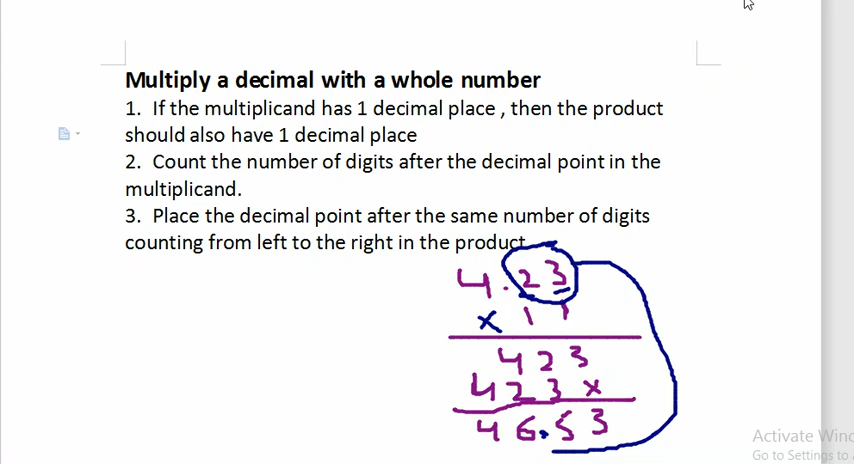 Multiply a decimal with a whole number
1. If the multiplicand has 1 decimal place , then the product
should also have 1 decimal place
2. Count the number of digits after the decimal point in the
multiplicand.
3. Place the decimal point after the same number of digits
counting from left to the right in the product
4.23
x 11
423
423x
46.53
Activate Wind
Go to Settings to